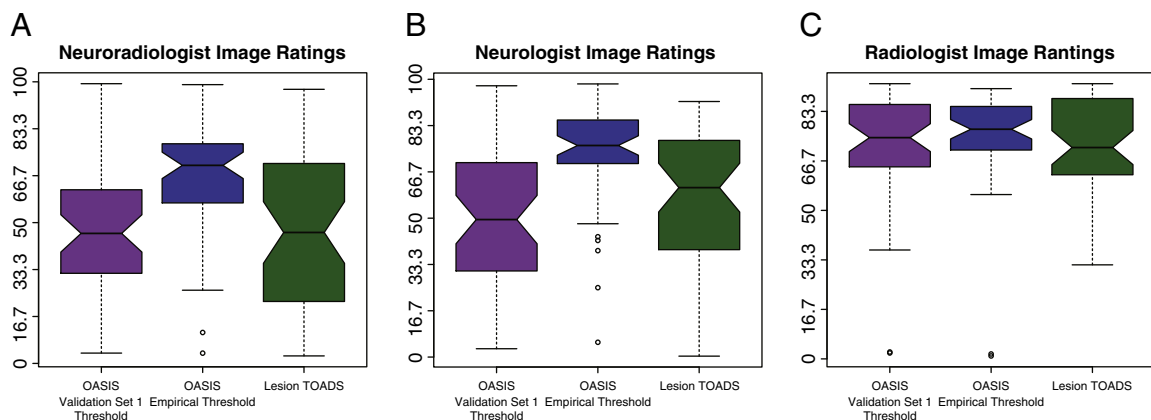 A
Neuroradiologist Image Ratings
100
83.3
66.7
50
33.3
16.7
0
OASIS
Validation Set 1
Threshold
OASIS
Empirical Threshold
Lesion TOADS
B
Neurologist Image Ratings
100
83.3
66.7
50
33.3
16.7
0
OASIS
Validation Set 1
Threshold
OASIS
Empirical Threshold
Lesion TOADS
C
Radiologist Image Rantings
83.3
66.7
50
33.3
16.7
0
OASIS
Validation Set 1
Threshold
OASIS
Empirical Threshold
Lesion TOADS